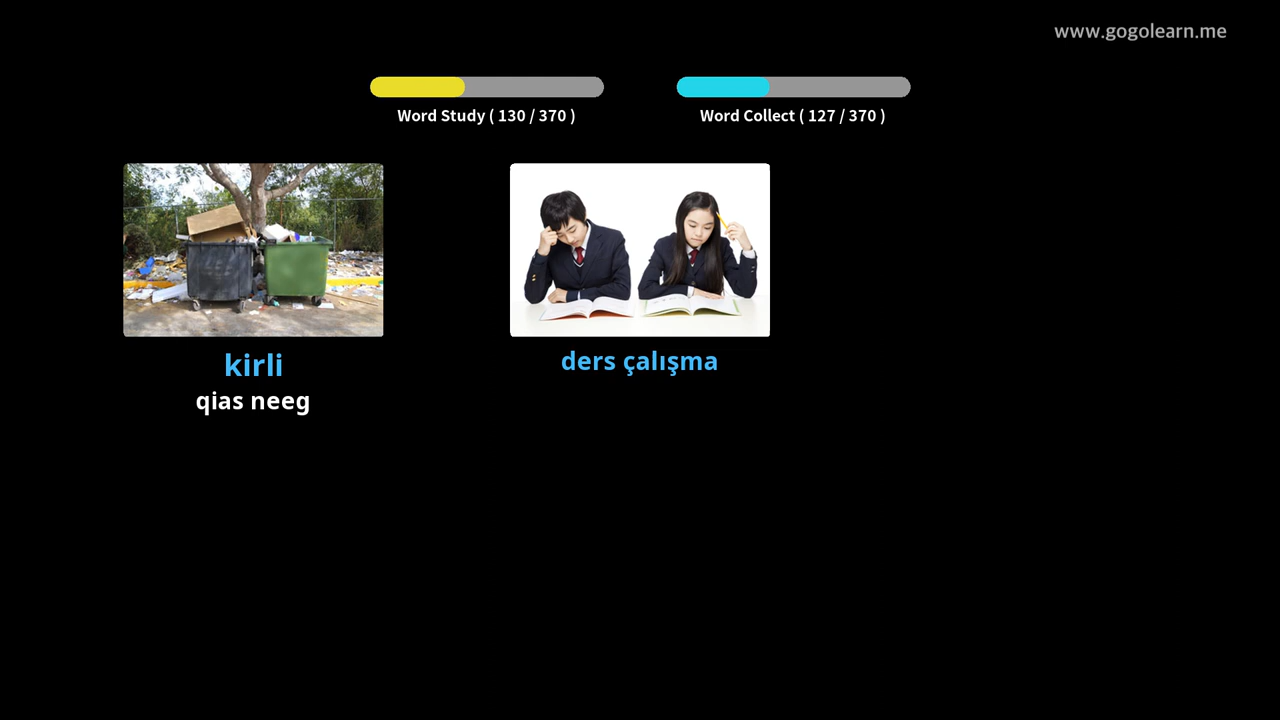 www.gogolearn.me
Word Study ( 130 / 370 )
Word Collect ( 127 / 370 )
kirli
qias neeg
ders çalışma